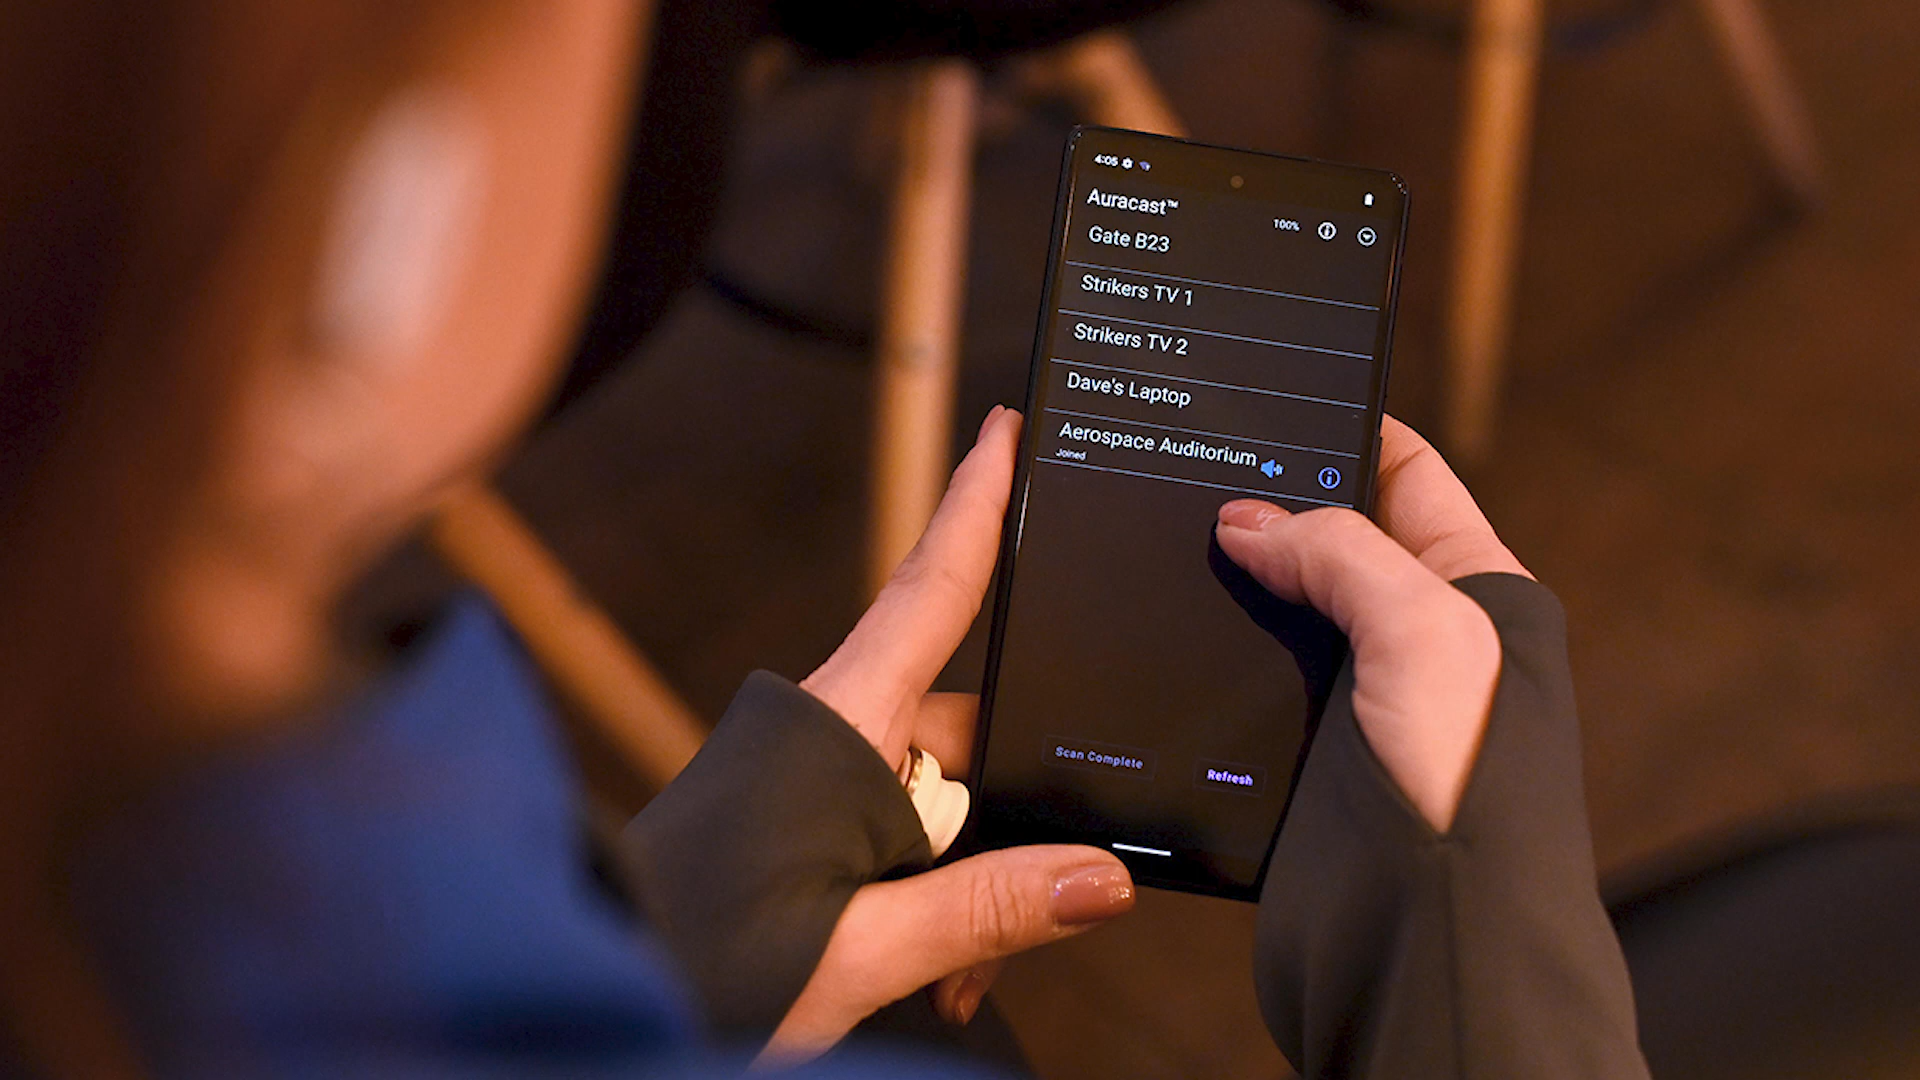 4:05
Auracast™
100%
Gate B23
Strikers TV 1
Strikers TV 2
Dave's Laptop
Aerospace Auditorium
Joined
Scan Complete
Refresh